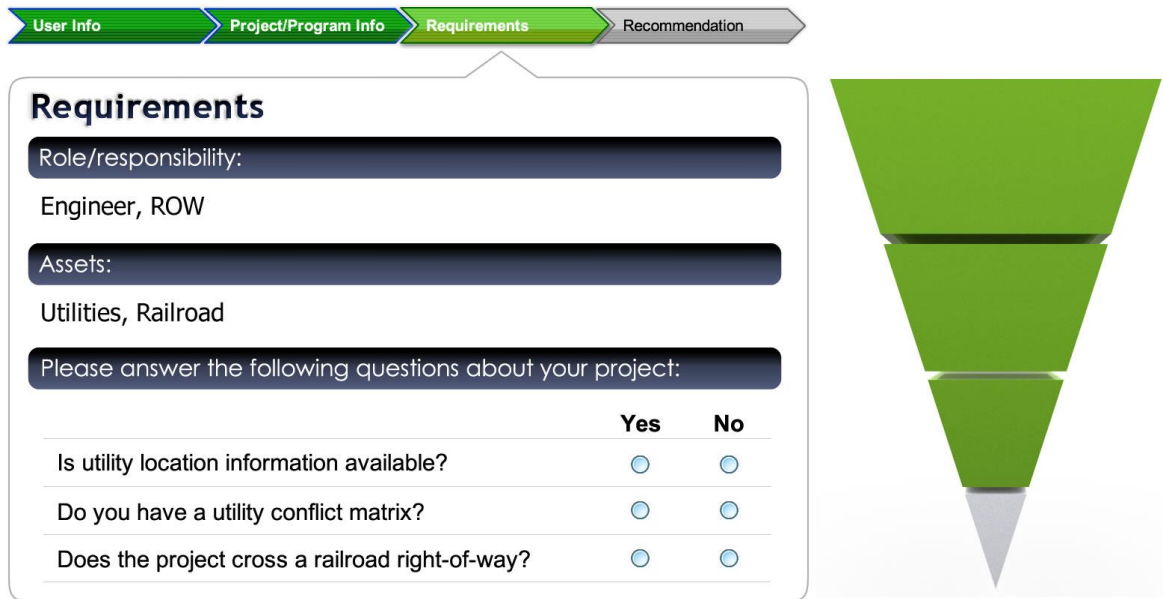 User Info Project/Program Info Requirements Recommendation
Requirements
Role/responsibility:
Engineer, ROW
Assets:
Utilities, Railroad
Please answer the following questions about your project:
Yes No
Is utility location information available?
Do you have a utility conflict matrix?
Does the project cross a railroad right-of-way?